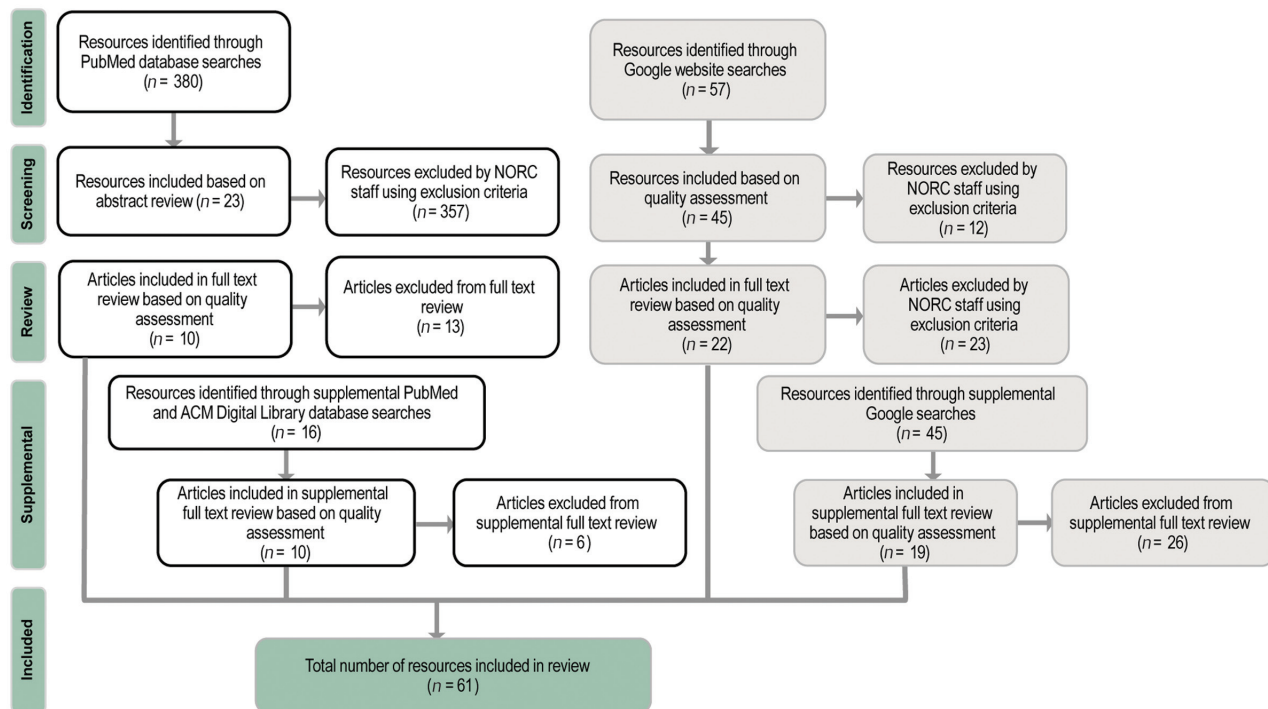 Identification
Resources identified through
PubMed database searches
(n = 380)
Resources identified through
Google website searches
(n = 57)
Screening
Resources included based on
abstract review (n = 23)
Resources excluded by NORC
staff using exclusion criteria
(n = 357)
Resources included based on
quality assessment
(n = 45)
Resources excluded by
NORC staff using
exclusion criteria
(n = 12)
Review
Articles included in full text
review based on quality
assessment
(n = 10)
Articles excluded from full text
review
(n = 13)
Articles included in full text
review based on quality
assessment
(n = 22)
Articles excluded by
NORC staff using
exclusion criteria
(n = 23)
Supplemental
Resources identified through supplemental PubMed
and ACM Digital Library database searches
(n = 16)
Resources identified through supplemental
Google searches
(n = 45)
Articles included in supplemental
full text review based on quality
assessment
(n = 10)
Articles excluded from
supplemental full text review
(n = 6)
Articles included in
supplemental full text review
based on quality assessment
(n = 19)
Articles excluded from
supplemental full text review
(n = 26)
Included
Total number of resources included in review
(n = 61)